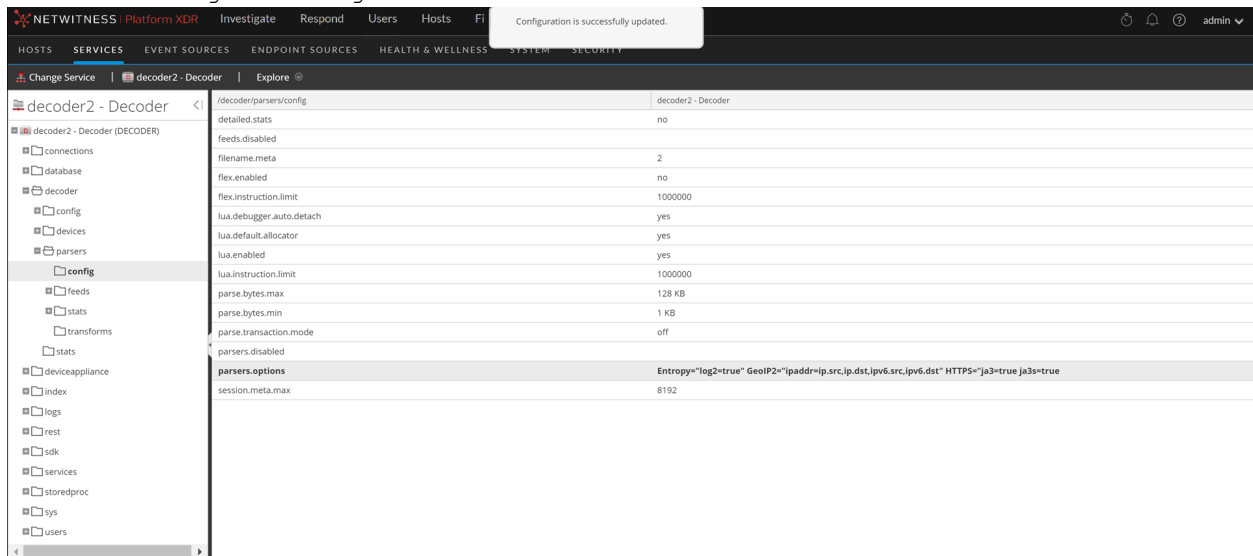 NETWITNESS | Platform XDR Investigate Respond Users Hosts Fi
Configuration is successfully updated.
admin
HOSTS SERVICES EVENT SOURCES ENDPOINT SOURCES HEALTH & WELLNESS SYSTEM SECURITY
Change Service | decoder2 - Decoder | Explore
decoder2 - Decoder
decoder2 - Decoder (DECODER)
connections
database
decoder
config
devices
parsers
config
feeds
stats
transforms
stats
deviceappliance
index
logs
rest
sdk
services
storedproc
sys
users
/decoder/parsers/config decoder2 - Decoder
detailed.stats no
feeds.disabled
filename.meta 2
flex.enabled no
flex.instruction.limit 1000000
lua.debugger.auto.detach yes
lua.default.allocator yes
lua.enabled yes
lua.instruction.limit 1000000
parse.bytes.max 128 KB
parse.bytes.min 1 KB
parse.transaction.mode off
parsers.disabled
parsers.options Entropy="log2=true" GeoIP2="ipaddr=ip.src,ip.dst,ipv6.src,ipv6.dst" HTTPS="ja3=true ja3s=true
session.meta.max 8192